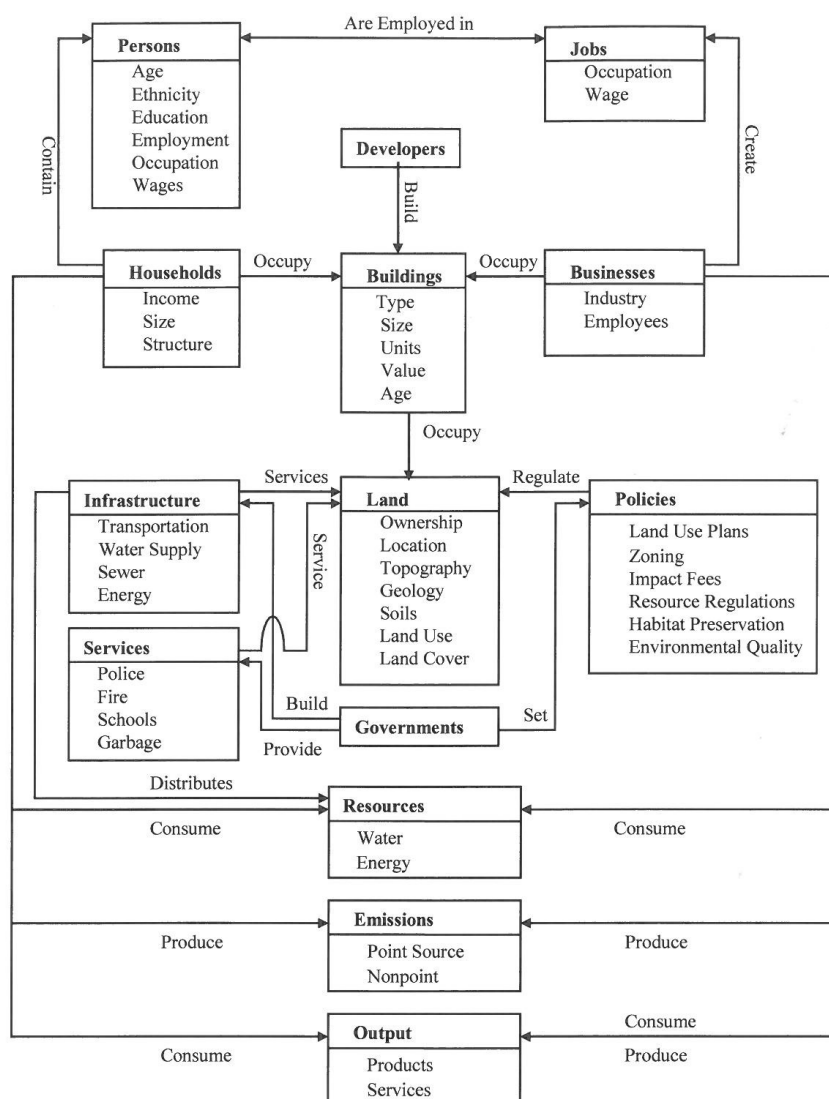 Are Employed in
Persons
Age
Ethnicity
Education
Employment
Occupation
Wages
Jobs
Occupation
Wage
Contain
Create
Developers
Build
Households
Income
Size
Structure
Occupy
Buildings
Type
Size
Units
Value
Age
Occupy
Businesses
Industry
Employees
Occupy
Infrastructure
Transportation
Water Supply
Sewer
Energy
Services
Service
Land
Ownership
Location
Topography
Geology
Soils
Land Use
Land Cover
Regulate
Policies
Land Use Plans
Zoning
Impact Fees
Resource Regulations
Habitat Preservation
Environmental Quality
Services
Police
Fire
Schools
Garbage
Build
Provide
Governments
Set
Distributes
Consume
Resources
Water
Energy
Consume
Produce
Emissions
Point Source
Nonpoint
Produce
Consume
Output
Products
Services
Consume
Produce